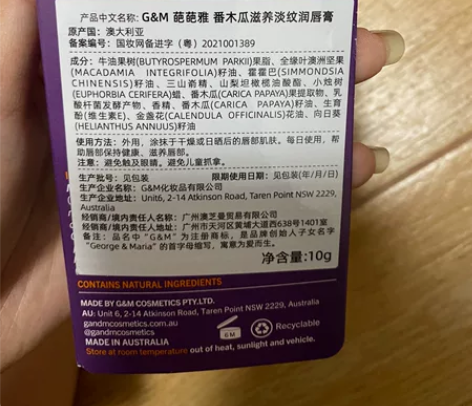 产品中文名称: G&M 葩葩雅 番木瓜滋养淡纹润唇膏
原产国: 澳大利亚
备案编号: 国妆网备进字（粤）2021001389
成分: 牛油果树(BUTYROSPERMUM PARKII)果脂、全缘叶澳洲坚果
(MACADAMIA INTEGRIFOLIA)籽油、霍霍巴(SIMMONDSIA
CHINENSIS)籽油、三山嵛精、山梨坦橄榄油酸酯、小烛树
(EUPHORBIA CERIFERA)蜡、番木瓜(CARICA PAPAYA)果提取物、乳
酸杆菌发酵产物、香精、番木瓜(CARICA PAPAYA)籽油、生育
酚(维生素E)、金盏花(CALENDULA OFFICINALIS)花油、向日葵
(HELIANTHUS ANNUUS)籽油
使用方法: 外用，涂抹于干燥或日晒后的唇部肌肤。每日使用，帮
助唇部保持健康、滋养唇部。
注意: 避免触及眼睛。避免儿童抓拿。
生产批号: 见包装 限期使用日期: 见包装(年/月/日)
生产企业名称: G&M化妆品有限公司
生产企业地址: Unit6, 2-14 Atkinson Road, Taren Point NSW 2229,
Australia
经销商/境内责任人名称: 广州澳芝曼贸易有限公司
经销商/境内责任人地址: 广州市天河区黄埔大道西638号1401室
备注: 品名中“G&M”为注册商标，是品牌创始人子女名字
“George & Maria”的首字母缩写，寓意为爱而生。
净含量: 10g
CONTAINS NATURAL INGREDIENTS
MADE BY G&M COSMETICS PTY.LTD.
AU: Unit 6, 2-14 Atkinson Road, Taren Point NSW 2229, Australia
gandmcosmetics.com.au
@gandmcosmetics
6M Recyclable
MADE IN AUSTRALIA
Store at room temperature out of heat, sunlight and vehicle.